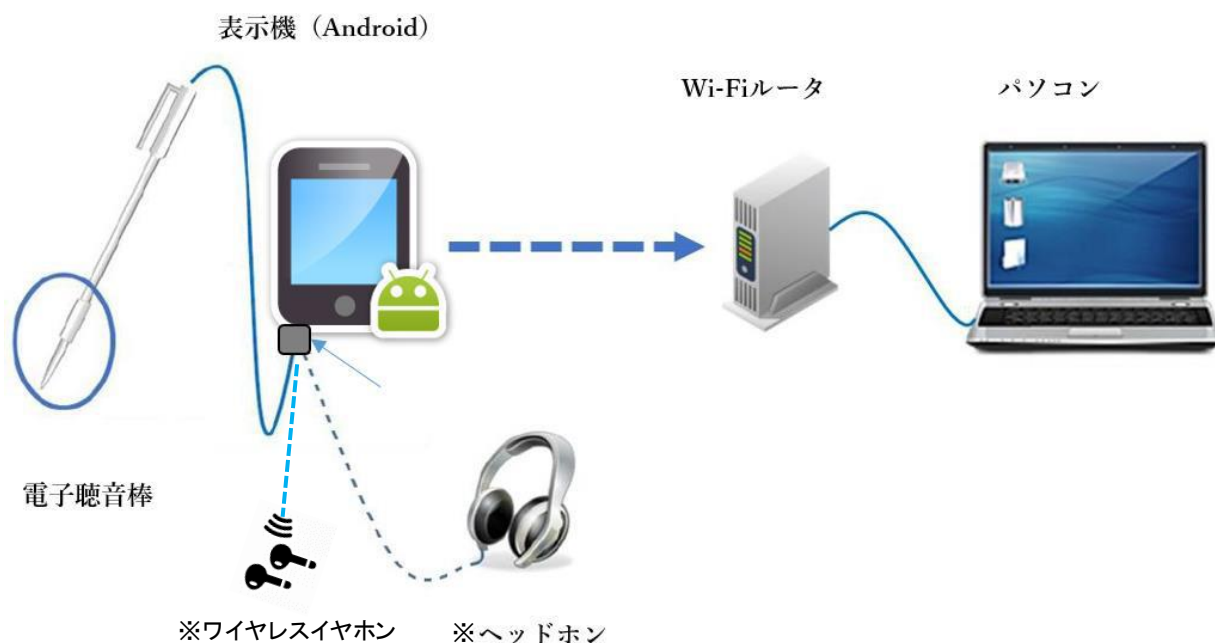 表示機（Android）
Wi-Fiルータ
パソコン
電子聴音棒
※ワイヤレスイヤホン
※ヘッドホン